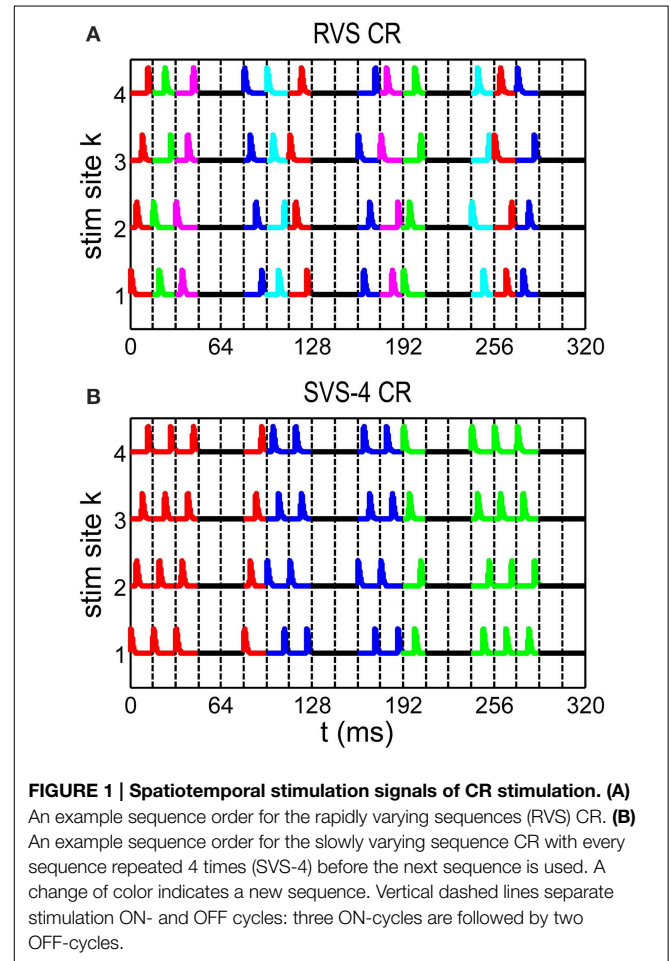 A
RVS CR
stim site k
4
3
2
1
0 64 128 192 256 320
B
SVS-4 CR
stim site k
4
3
2
1
0 64 128 192 256 320
t (ms)
FIGURE 1 | Spatiotemporal stimulation signals of CR stimulation. (A)
An example sequence order for the rapidly varying sequences (RVS) CR. (B)
An example sequence order for the slowly varying sequence CR with every
sequence repeated 4 times (SVS-4) before the next sequence is used. A
change of color indicates a new sequence. Vertical dashed lines separate
stimulation ON- and OFF cycles: three ON-cycles are followed by two
OFF-cycles.